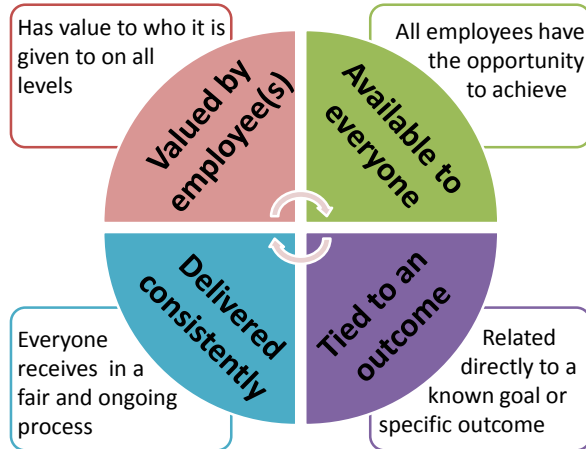 Has value to who it is
given to on all
levels
Valued by
employee(s)
All employees have
the opportunity
to achieve
Available to
everyone
Everyone
receives in a
fair and ongoing
process
Delivered
consistently
Related
directly to a
known goal or
specific outcome
Tied to an
outcome